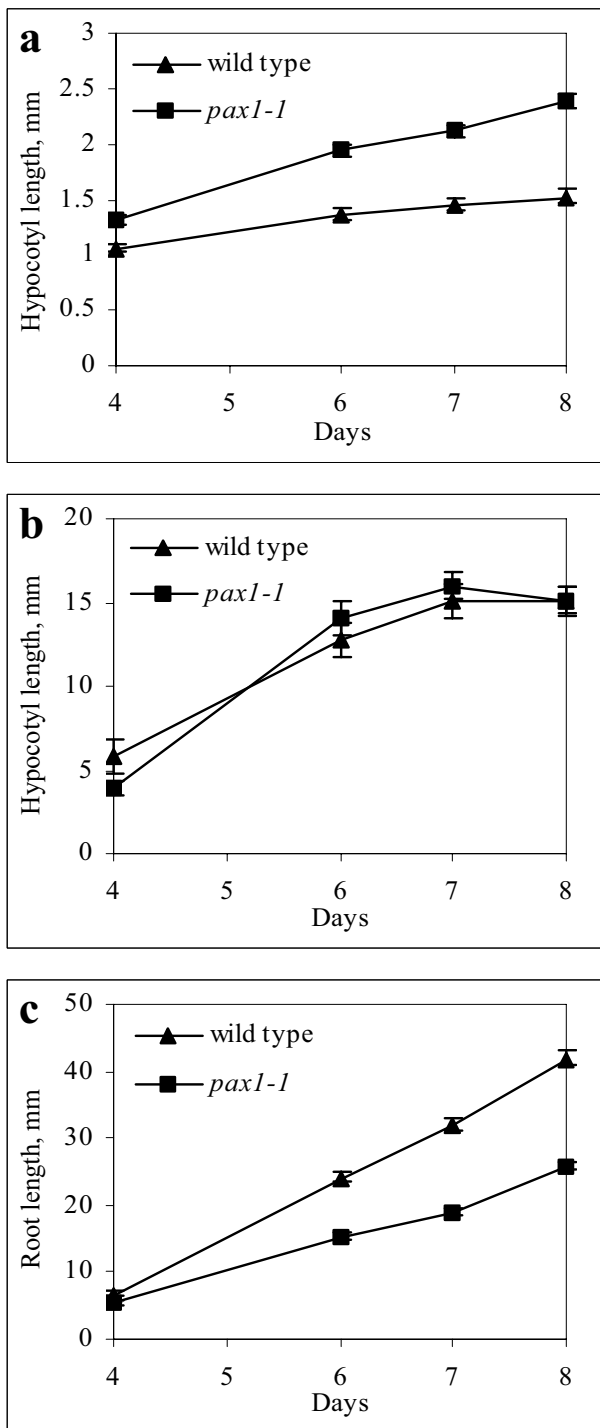 a
wild type
pax1-1
Hypocotyl length, mm
3
2.5
2
1.5
1
0.5
0
4 5 6 7 8
Days
b
wild type
pax1-1
Hypocotyl length, mm
20
15
10
5
0
4 5 6 7 8
Days
c
wild type
pax1-1
Root length, mm
50
40
30
20
10
0
4 5 6 7 8
Days